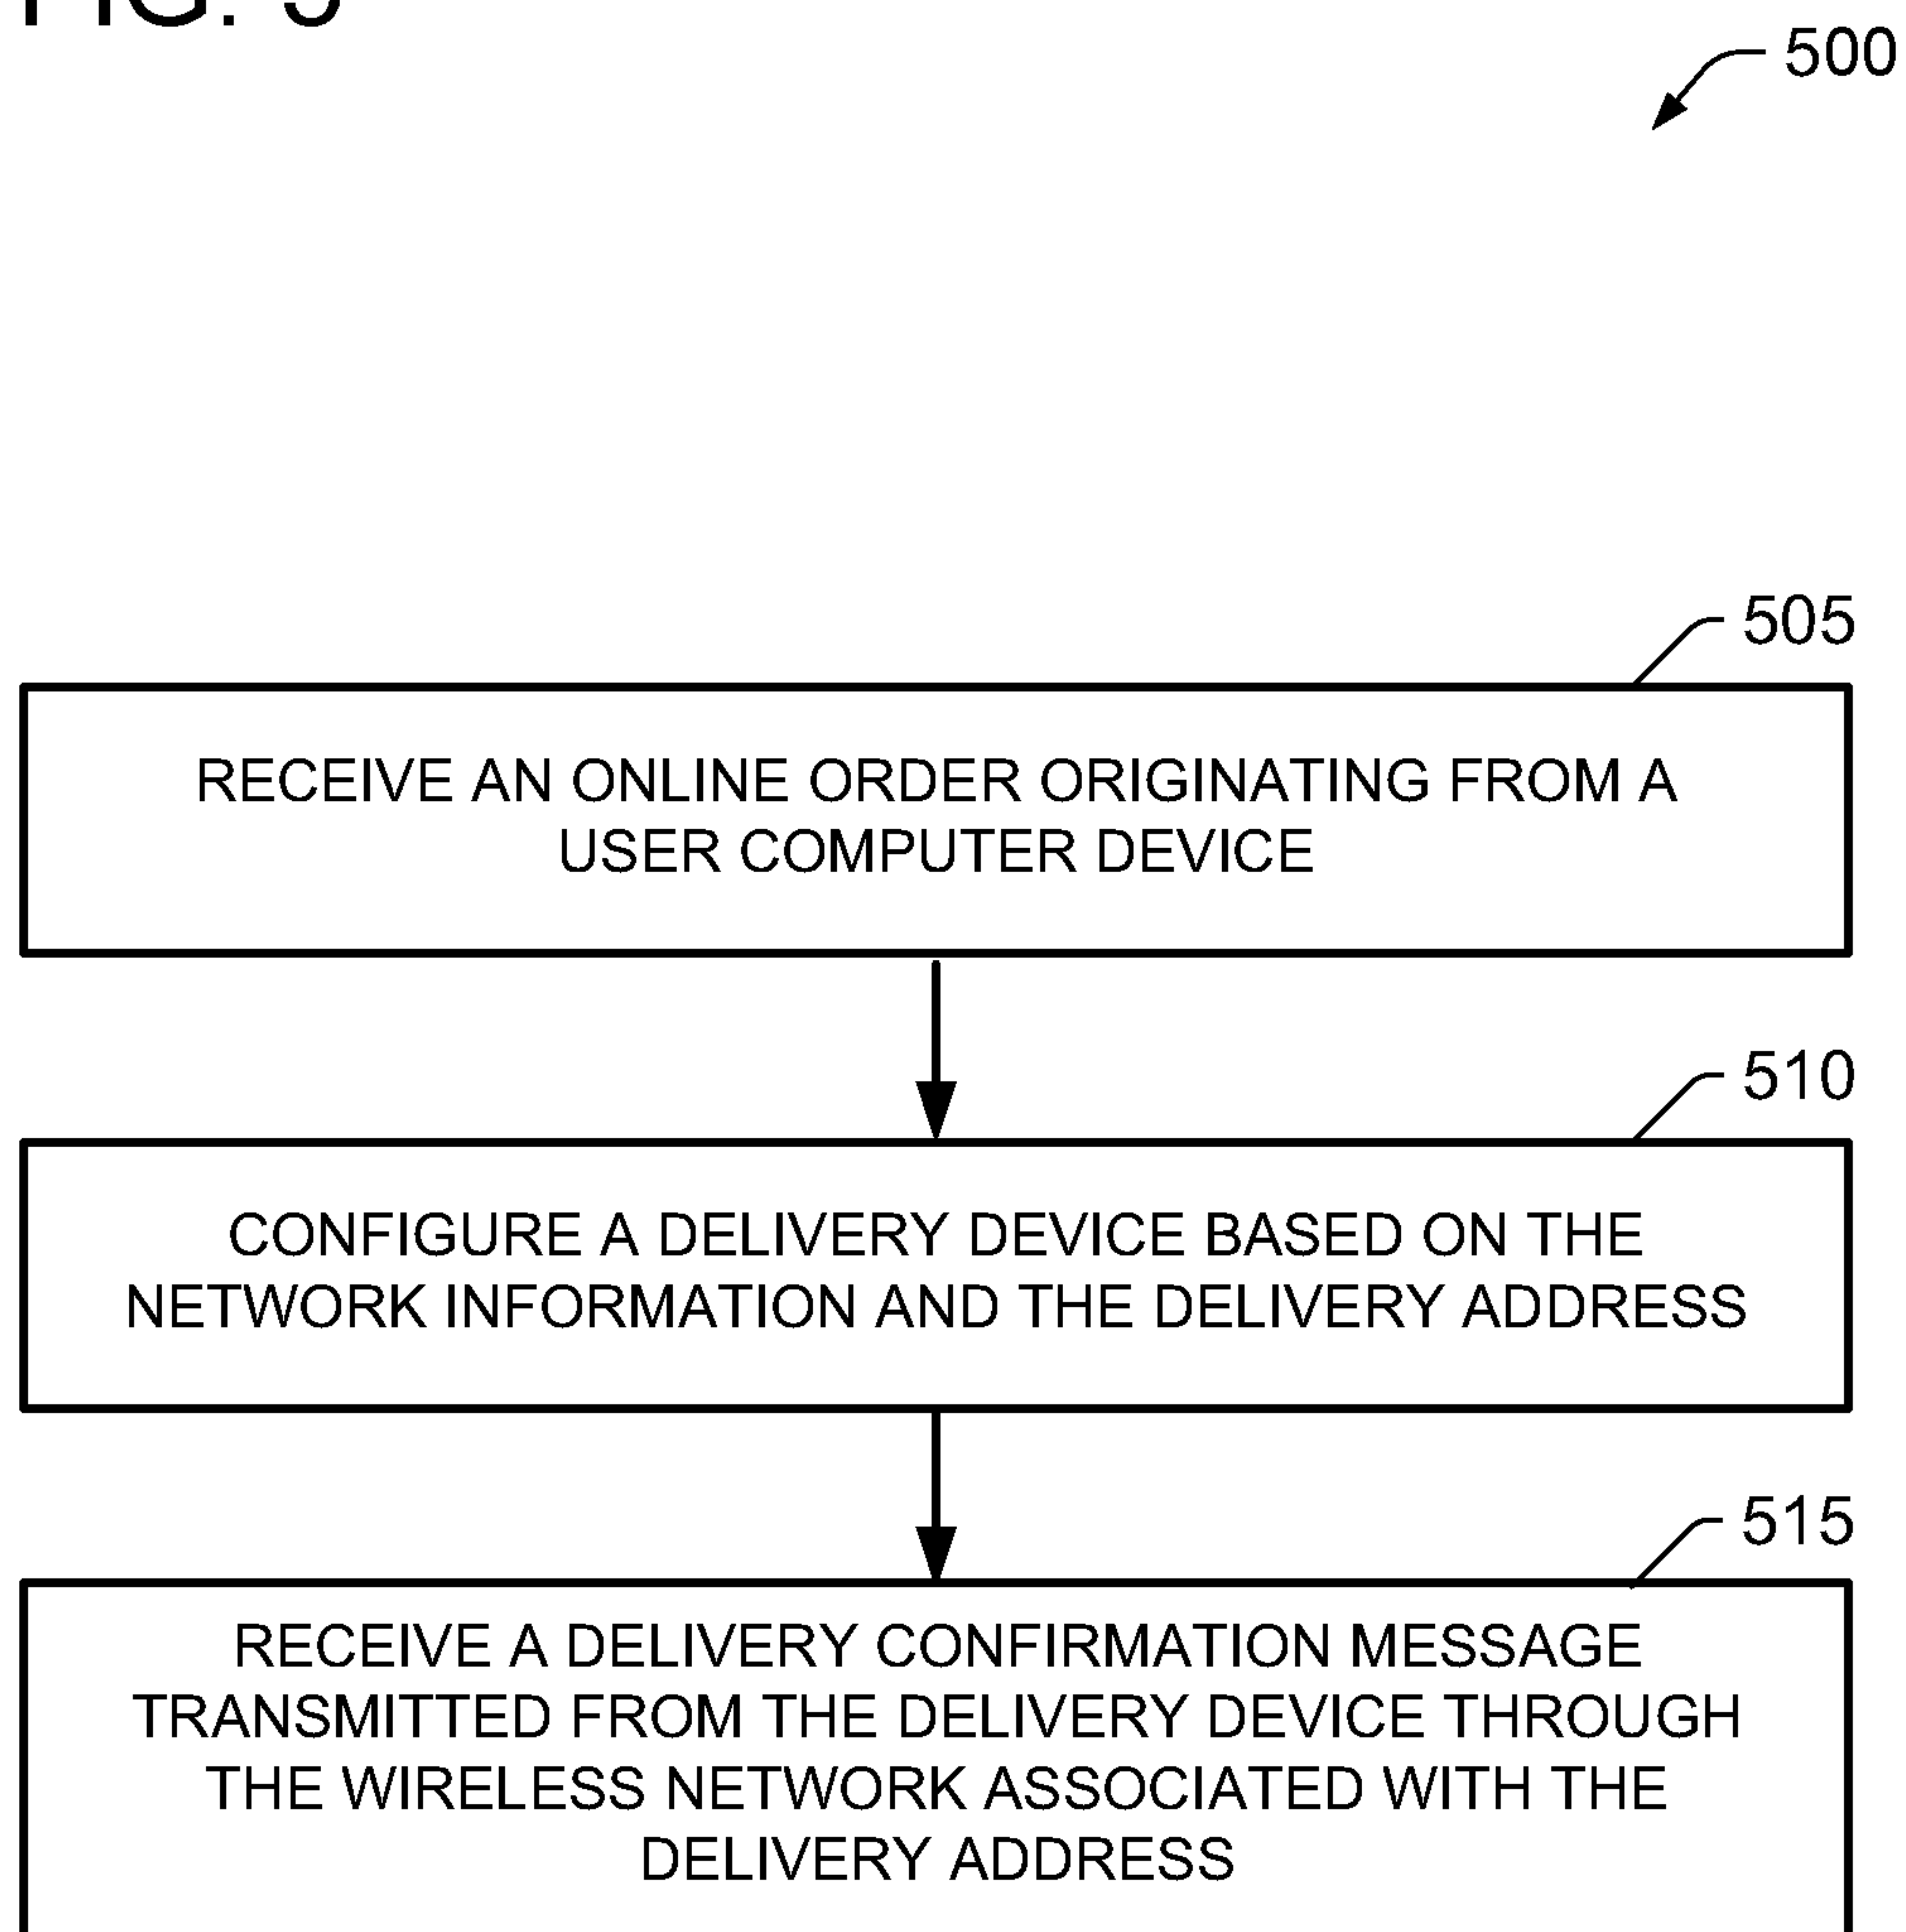 FIG. 5
500
505
RECEIVE AN ONLINE ORDER ORIGINATING FROM A
USER COMPUTER DEVICE
510
CONFIGURE A DELIVERY DEVICE BASED ON THE
NETWORK INFORMATION AND THE DELIVERY ADDRESS
515
RECEIVE A DELIVERY CONFIRMATION MESSAGE
TRANSMITTED FROM THE DELIVERY DEVICE THROUGH
THE WIRELESS NETWORK ASSOCIATED WITH THE
DELIVERY ADDRESS